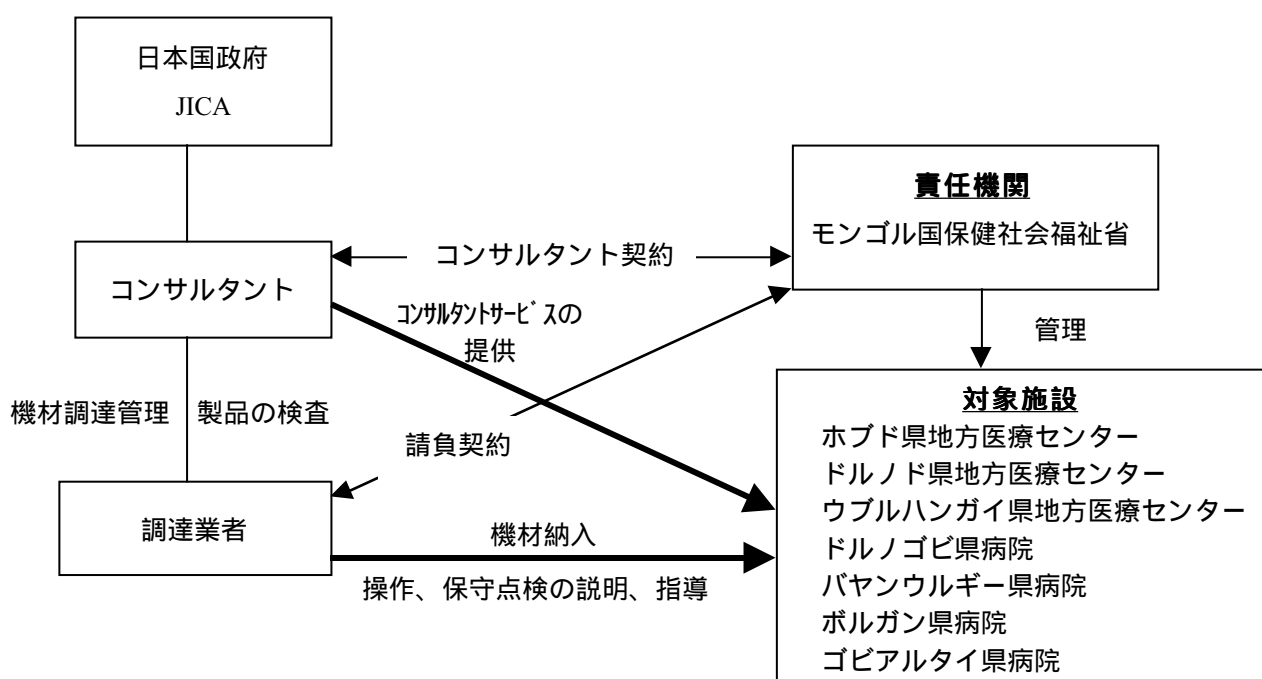 日本国政府
JICA
責任機関
モンゴル国保健社会福祉省
コンサルタント契約
コンサルタント
コンサルタントサービスの
提供
管理
機材調達管理
製品の検査
請負契約
対象施設
ホブド県地方医療センター
ドルノド県地方医療センター
ウブルハンガイ県地方医療センター
ドルノゴビ県病院
バヤンウルギー県病院
ボルガン県病院
ゴビアルタイ県病院
調達業者
機材納入
操作、保守点検の説明、指導